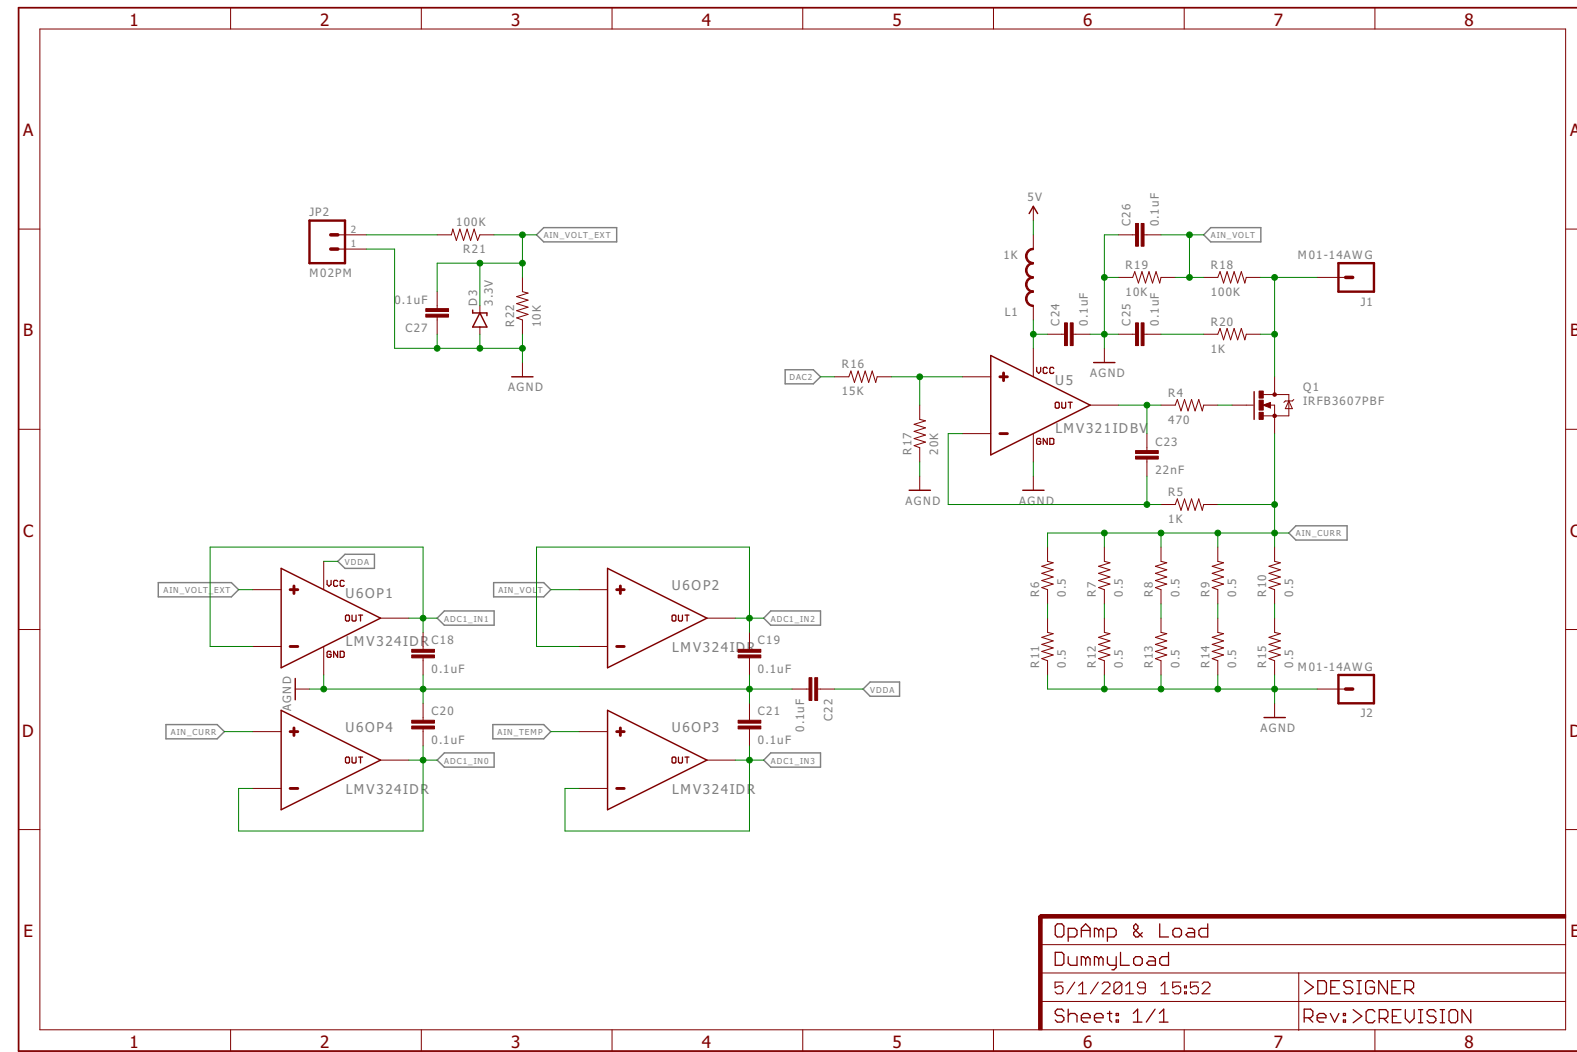 1 2 3 4 5 6 7 8
A A
5V
C26 0.1uF
JP2
100K
2
R21
AIN_VOLT_EXT
AIN_VOLT
1
M02PM
1K
R19
10K
R18
100K
M01-14AWG
J1
0.1uF
C27
D3
3.3V
R22
10K
L1
C24
0.1uF
C25
0.1uF
R20
1K
B B
AGND
AGND
DAC2
R16
15K
VCC
U5
OUT
LMV321IDBV
GND
R4
470
Q1
IRFB3607PBF
R17
20K
C23
22nF
AGND
AGND
R5
1K
C C
AIN_CURR
VDDA
AIN_VOLT_EXT
VCC
U6OP1
OUT
LMV324IDR
GND
ADC1_IN1
C18
0.1uF
AIN_VOLT
U6OP2
OUT
LMV324IDR
ADC1_IN2
C19
0.1uF
R6 0.5
R7 0.5
R8 0.5
R9 0.5
R10 0.5
R11 0.5
R12 0.5
R13 0.5
R14 0.5
R15 0.5
M01-14AWG
J2
AGND
AGND
0.1uF
C22
VDDA
D D
AIN_CURR
U6OP4
OUT
LMV324IDR
C20
0.1uF
ADC1_IN0
AIN_TEMP
U6OP3
OUT
LMV324IDR
C21
0.1uF
ADC1_IN3
E E
OpAmp & Load
DummyLoad
5/1/2019 15:52
>DESIGNER
Sheet: 1/1
Rev:>CREVISION
1 2 3 4 5 6 7 8